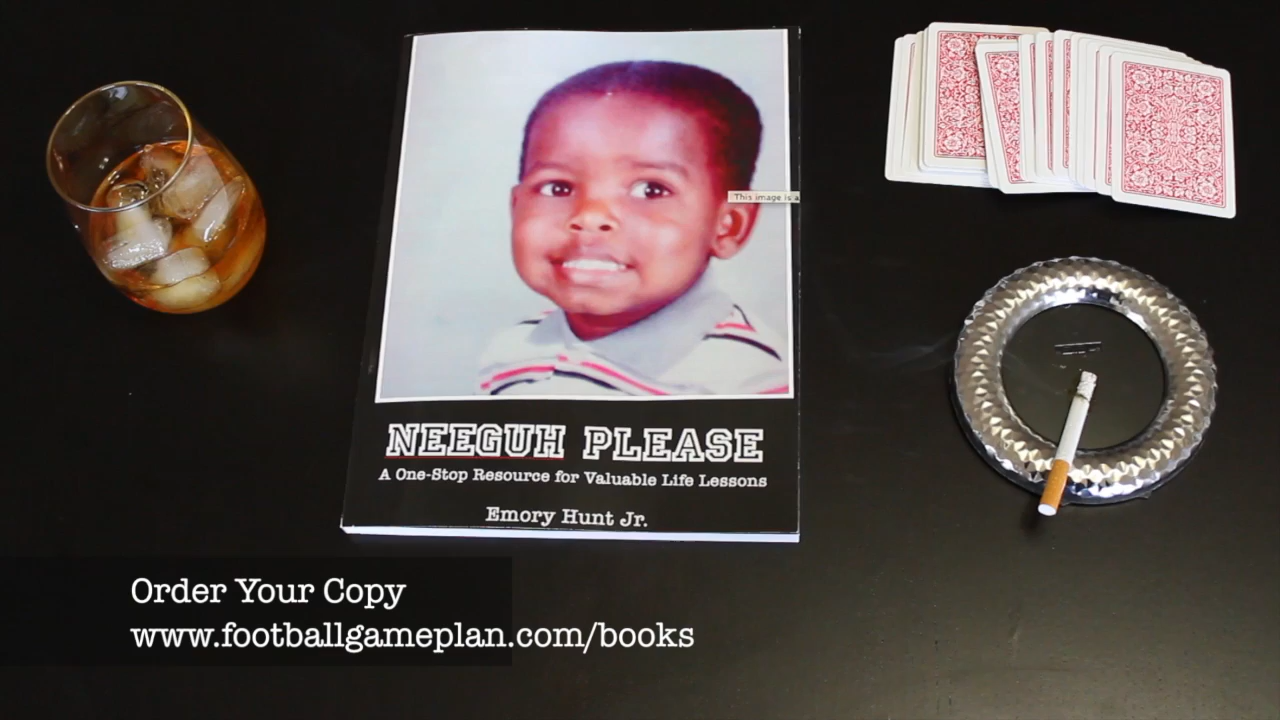 This image is a
NEEGUH PLEASE
A One-Stop Resource for Valuable Life Lessons
Emory Hunt Jr.
Order Your Copy
www.footballgameplan.com/books